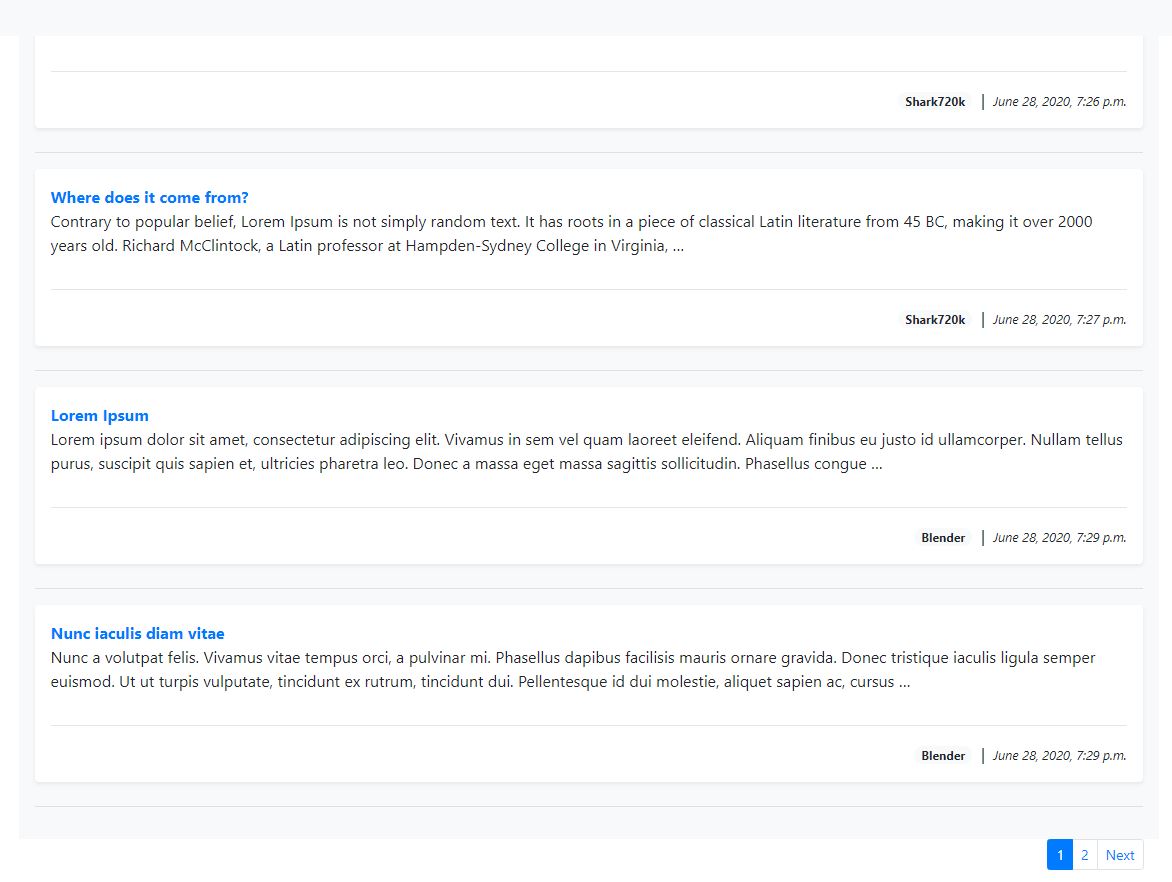 Shark720k | June 28, 2020, 7:26 p.m.
Where does it come from?
Contrary to popular belief, Lorem Ipsum is not simply random text. It has roots in a piece of classical Latin literature from 45 BC, making it over 2000
years old. Richard McClintock, a Latin professor at Hampden-Sydney College in Virginia, ...
Shark720k | June 28, 2020, 7:27 p.m.
Lorem Ipsum
Lorem ipsum dolor sit amet, consectetur adipiscing elit. Vivamus in sem vel quam laoreet eleifend. Aliquam finibus eu justo id ullamcorper. Nullam tellus
purus, suscipit quis sapien et, ultricies pharetra leo. Donec a massa eget massa sagittis sollicitudin. Phasellus congue ...
Blender | June 28, 2020, 7:29 p.m.
Nunc iaculis diam vitae
Nunc a volutpat felis. Vivamus vitae tempus orci, a pulvinar mi. Phasellus dapibus facilisis mauris ornare gravida. Donec tristique iaculis ligula semper
euismod. Ut ut turpis vulputate, tincidunt ex rutrum, tincidunt dui. Pellentesque id dui molestie, aliquet sapien ac, cursus ...
Blender | June 28, 2020, 7:29 p.m.
1 2 Next